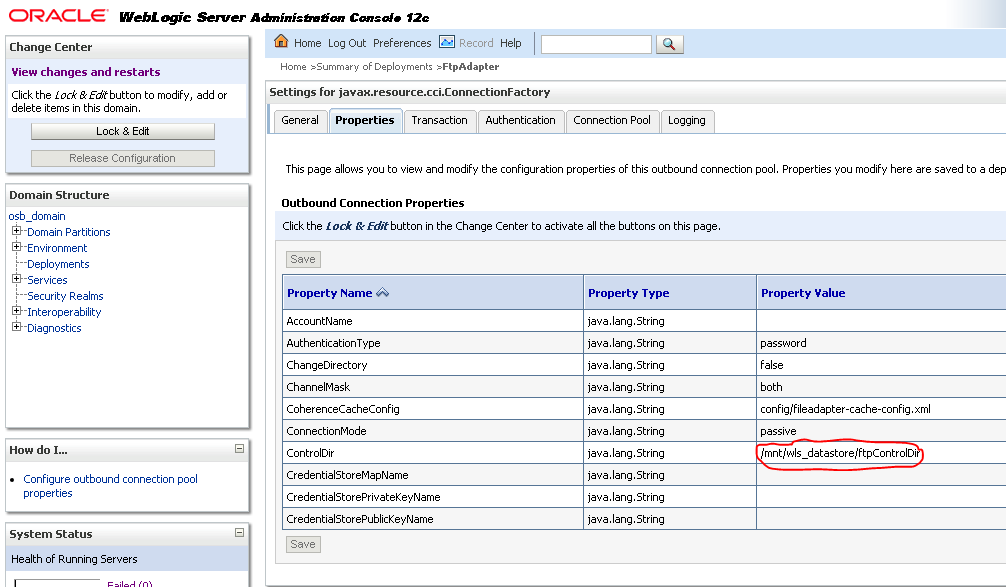 ORACLE® WebLogic Server Administration Console 12c
Change Center
View changes and restarts
Click the Lock & Edit button to modify, add or
delete items in this domain.
Lock & Edit
Release Configuration
Domain Structure
osb_domain
Domain Partitions
Environment
Deployments
Services
Security Realms
Interoperability
Diagnostics
How do I...
Configure outbound connection pool
properties
System Status
Health of Running Servers
Failed (0)
Home Log Out Preferences Record Help
Home >Summary of Deployments >FtpAdapter
Settings for javax.resource.cci.ConnectionFactory
General Properties Transaction Authentication Connection Pool Logging
This page allows you to view and modify the configuration properties of this outbound connection pool. Properties you modify here are saved to a dep
Outbound Connection Properties
Click the Lock & Edit button in the Change Center to activate all the buttons on this page.
Save
Property Name Property Type Property Value
AccountName java.lang.String
AuthenticationType java.lang.String password
ChangeDirectory java.lang.String false
ChannelMask java.lang.String both
CoherenceCacheConfig java.lang.String config/fileadapter-cache-config.xml
ConnectionMode java.lang.String passive
ControlDir java.lang.String /mnt/wls_datastore/ftpControlDir
CredentialStoreMapName java.lang.String
CredentialStorePrivateKeyName java.lang.String
CredentialStorePublicKeyName java.lang.String
Save